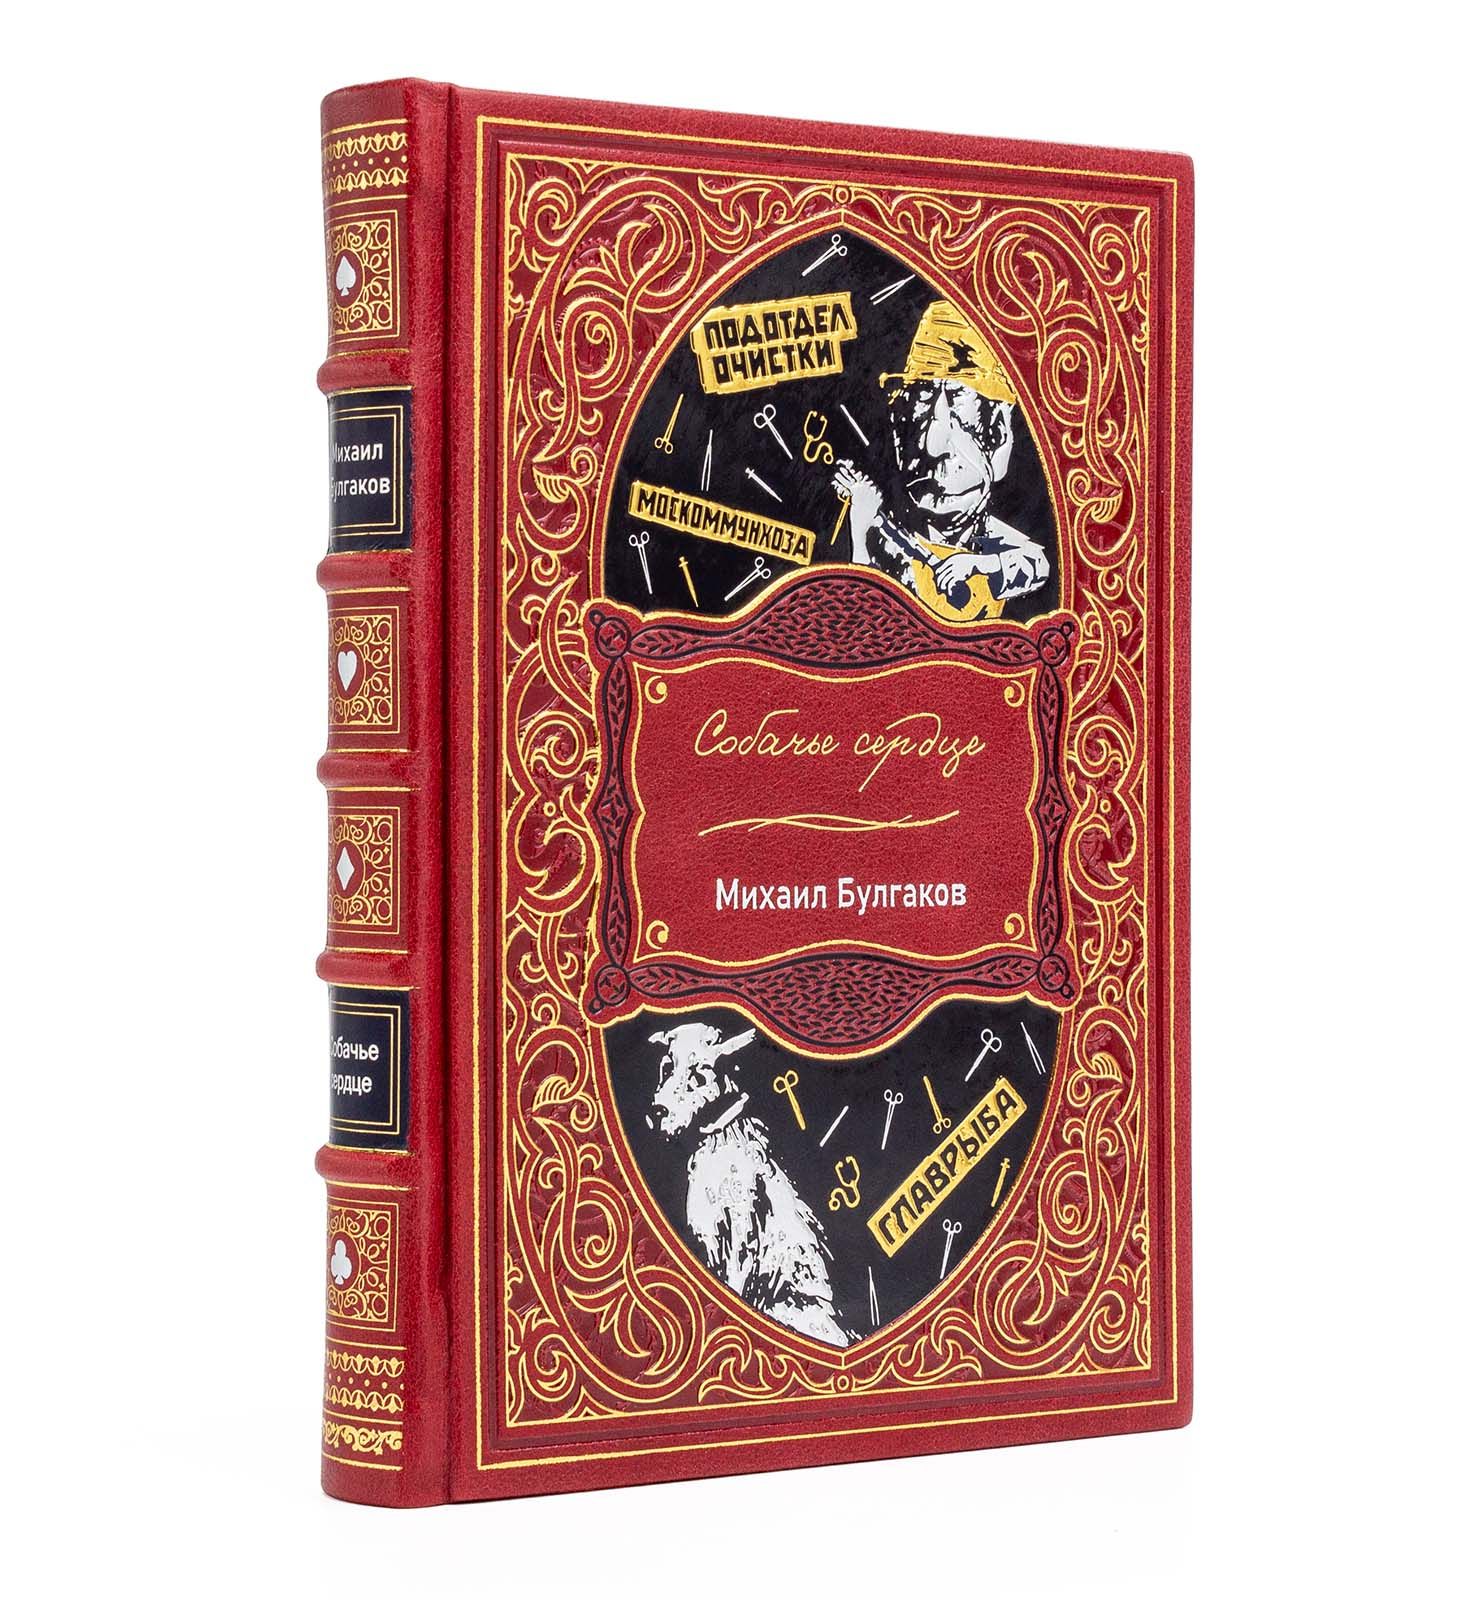 Михаил
Булгаков
Собачье
сердце
ПОДОТДЕЛ
ОЧИСТКИ
МОСКОММУНХОЗА
Собачье сердце
Михаил Булгаков
ГЛАВРЫБА